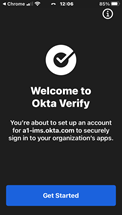 Chrome 12:06 85%
Welcome to
Okta Verify
You're about to set up an account
for a1-ims.okta.com to securely
sign in to your organization's apps.
Get Started